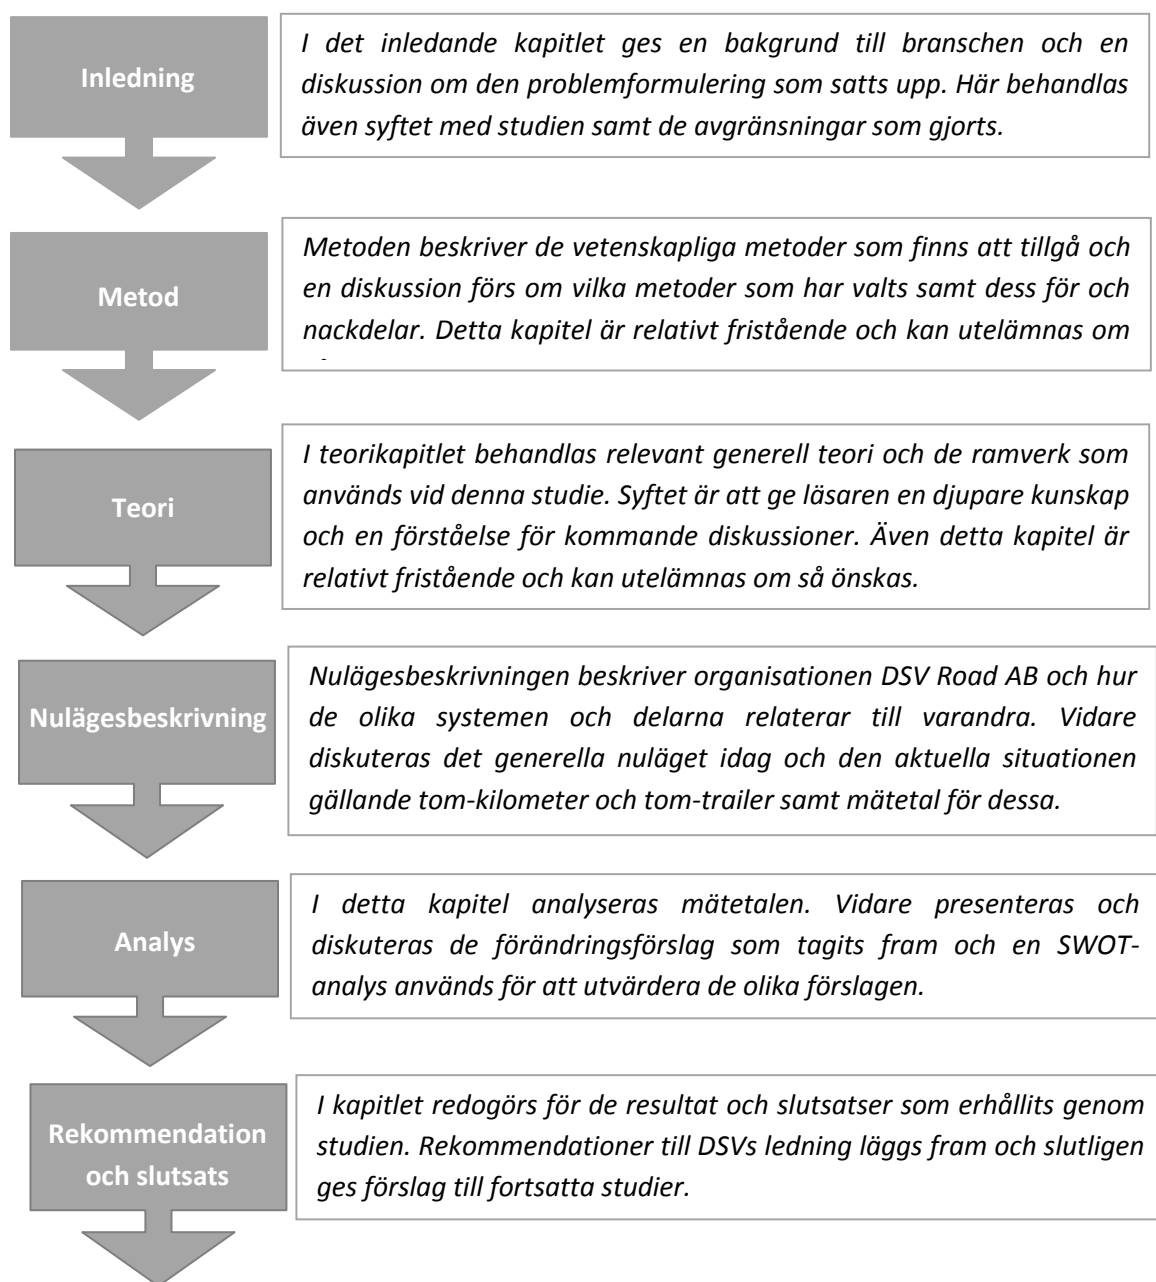 Inledning
I det inledande kapitlet ges en bakgrund till branschen och en
diskussion om den problemformulering som satts upp. Här behandlas
även syftet med studien samt de avgränsningar som gjorts.
Metod
Metoden beskriver de vetenskapliga metoder som finns att tillgå och
en diskussion förs om vilka metoder som har valts samt dess för och
nackdelar. Detta kapitel är relativt fristående och kan utelämnas om
Teori
I teorikapitlet behandlas relevant generell teori och de ramverk som
används vid denna studie. Syftet är att ge läsaren en djupare kunskap
och en förståelse för kommande diskussioner. Även detta kapitel är
relativt fristående och kan utelämnas om så önskas.
Nulägesbeskrivning
Nulägesbeskrivningen beskriver organisationen DSV Road AB och hur
de olika systemen och delarna relaterar till varandra. Vidare
diskuteras det generella nuläget idag och den aktuella situationen
gällande tom-kilometer och tom-trailer samt mätetal för dessa.
Analys
I detta kapitel analyseras mätetalen. Vidare presenteras och
diskuteras de förändringsförslag som tagits fram och en SWOT-
analys används för att utvärdera de olika förslagen.
Rekommendation
och slutsats
I kapitlet redogörs för de resultat och slutsatser som erhållits genom
studien. Rekommendationer till DSVs ledning läggs fram och slutligen
ges förslag till fortsatta studier.